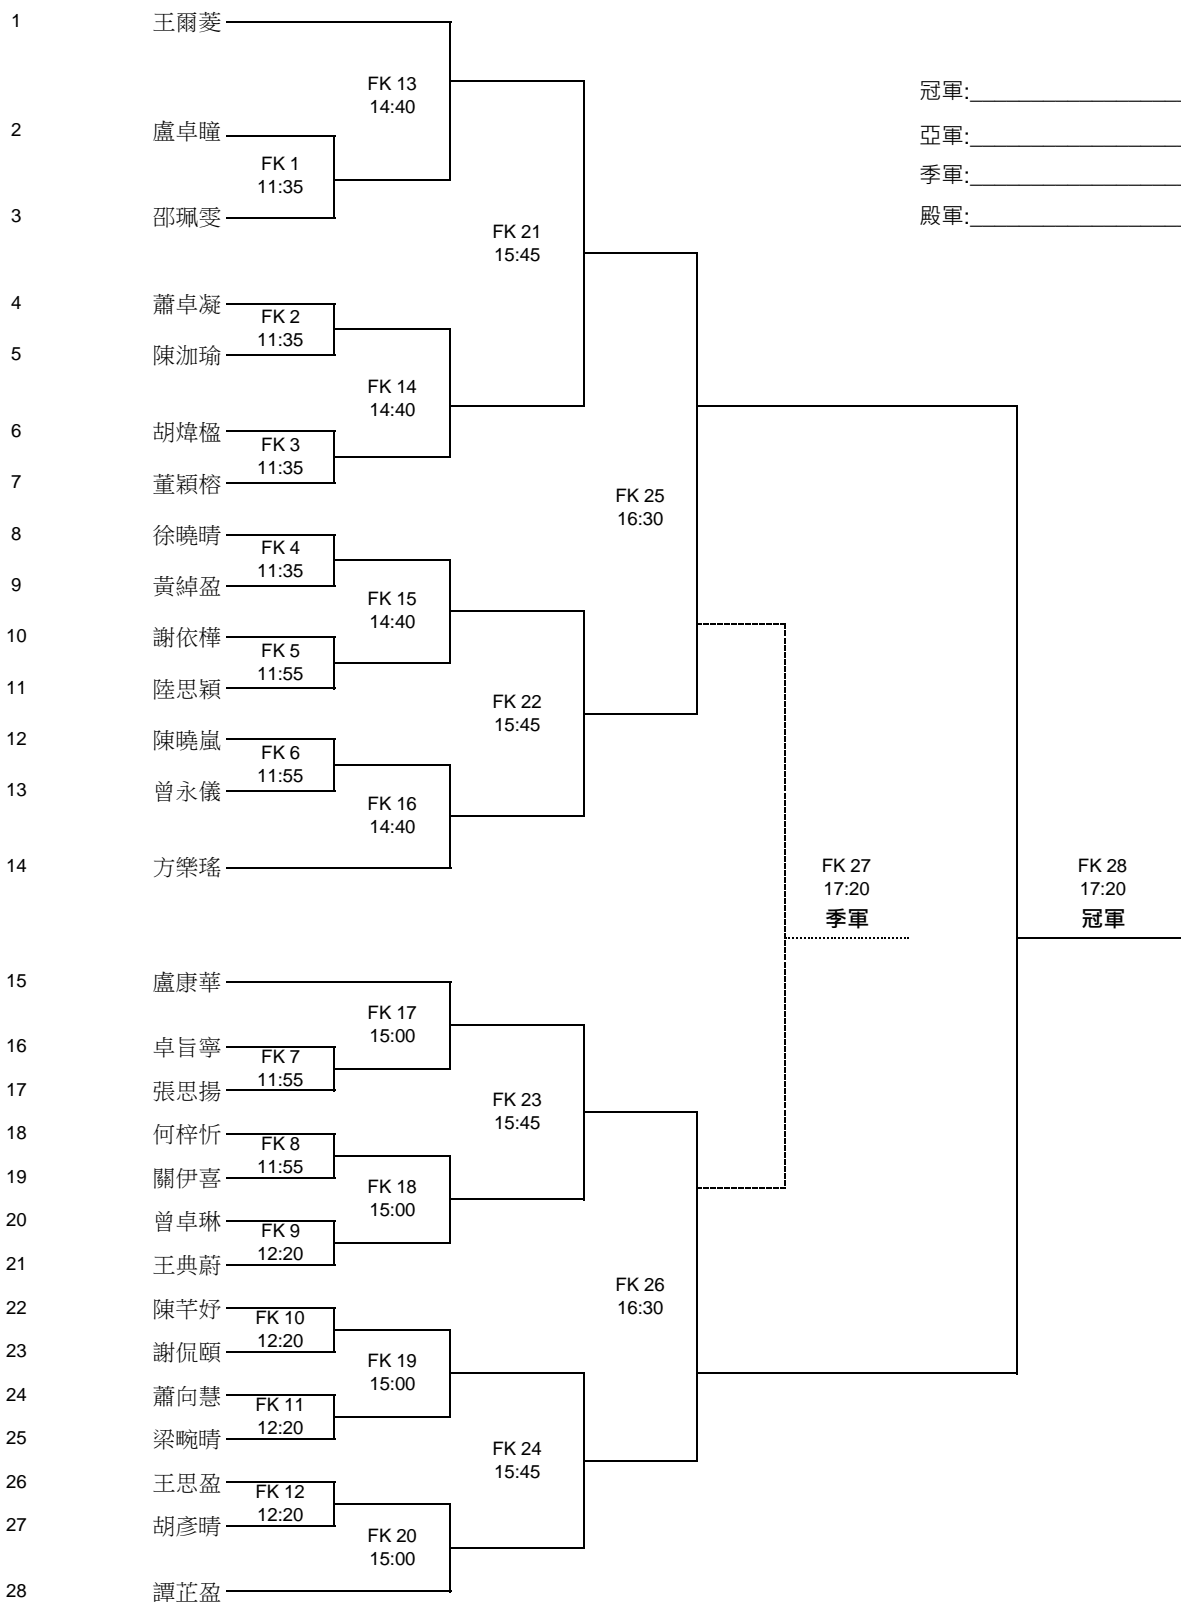 1 王爾菱
FK 13
14:40
冠軍:____________________
2 盧卓瞳
亞軍:____________________
FK 1
11:35
季軍:____________________
3 邵珮雯
殿軍:____________________
FK 21
15:45
4 蕭卓凝
FK 2
11:35
5 陳泇瑜
FK 14
14:40
6 胡煒楹
FK 3
11:35
7 董穎榕
FK 25
16:30
8 徐曉晴
FK 4
11:35
9 黃綽盈
FK 15
14:40
10 謝依樺
FK 5
11:55
11 陸思穎
FK 22
15:45
12 陳曉嵐
FK 6
11:55
13 曾永儀
FK 16
14:40
14 方樂瑤
FK 27
17:20
季軍
FK 28
17:20
冠軍
15 盧康華
FK 17
15:00
16 卓旨寧
FK 7
11:55
17 張思揚
FK 23
15:45
18 何梓忻
FK 8
11:55
19 關伊喜
FK 18
15:00
20 曾卓琳
FK 9
12:20
21 王典蔚
FK 26
16:30
22 陳芊妤
FK 10
12:20
23 謝侃頤
FK 19
15:00
24 蕭向慧
FK 11
12:20
25 梁畹晴
FK 24
15:45
26 王思盈
FK 12
12:20
27 胡彥晴
FK 20
15:00
28 譚芷盈